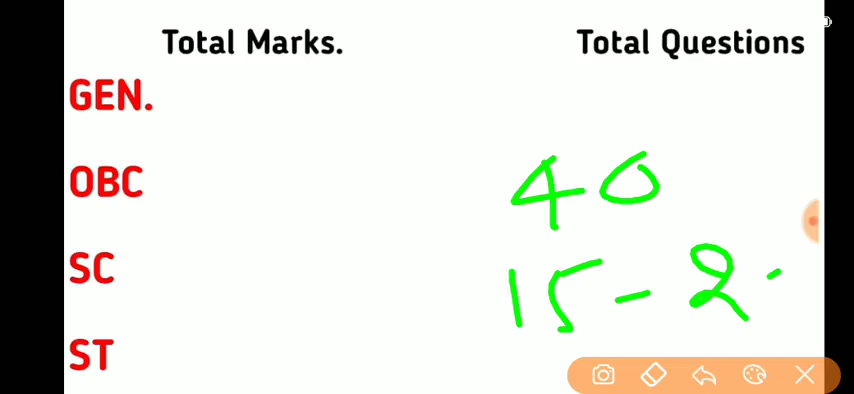 Total Marks. Total Questions
GEN.
OBC
40
SC
15-2
ST